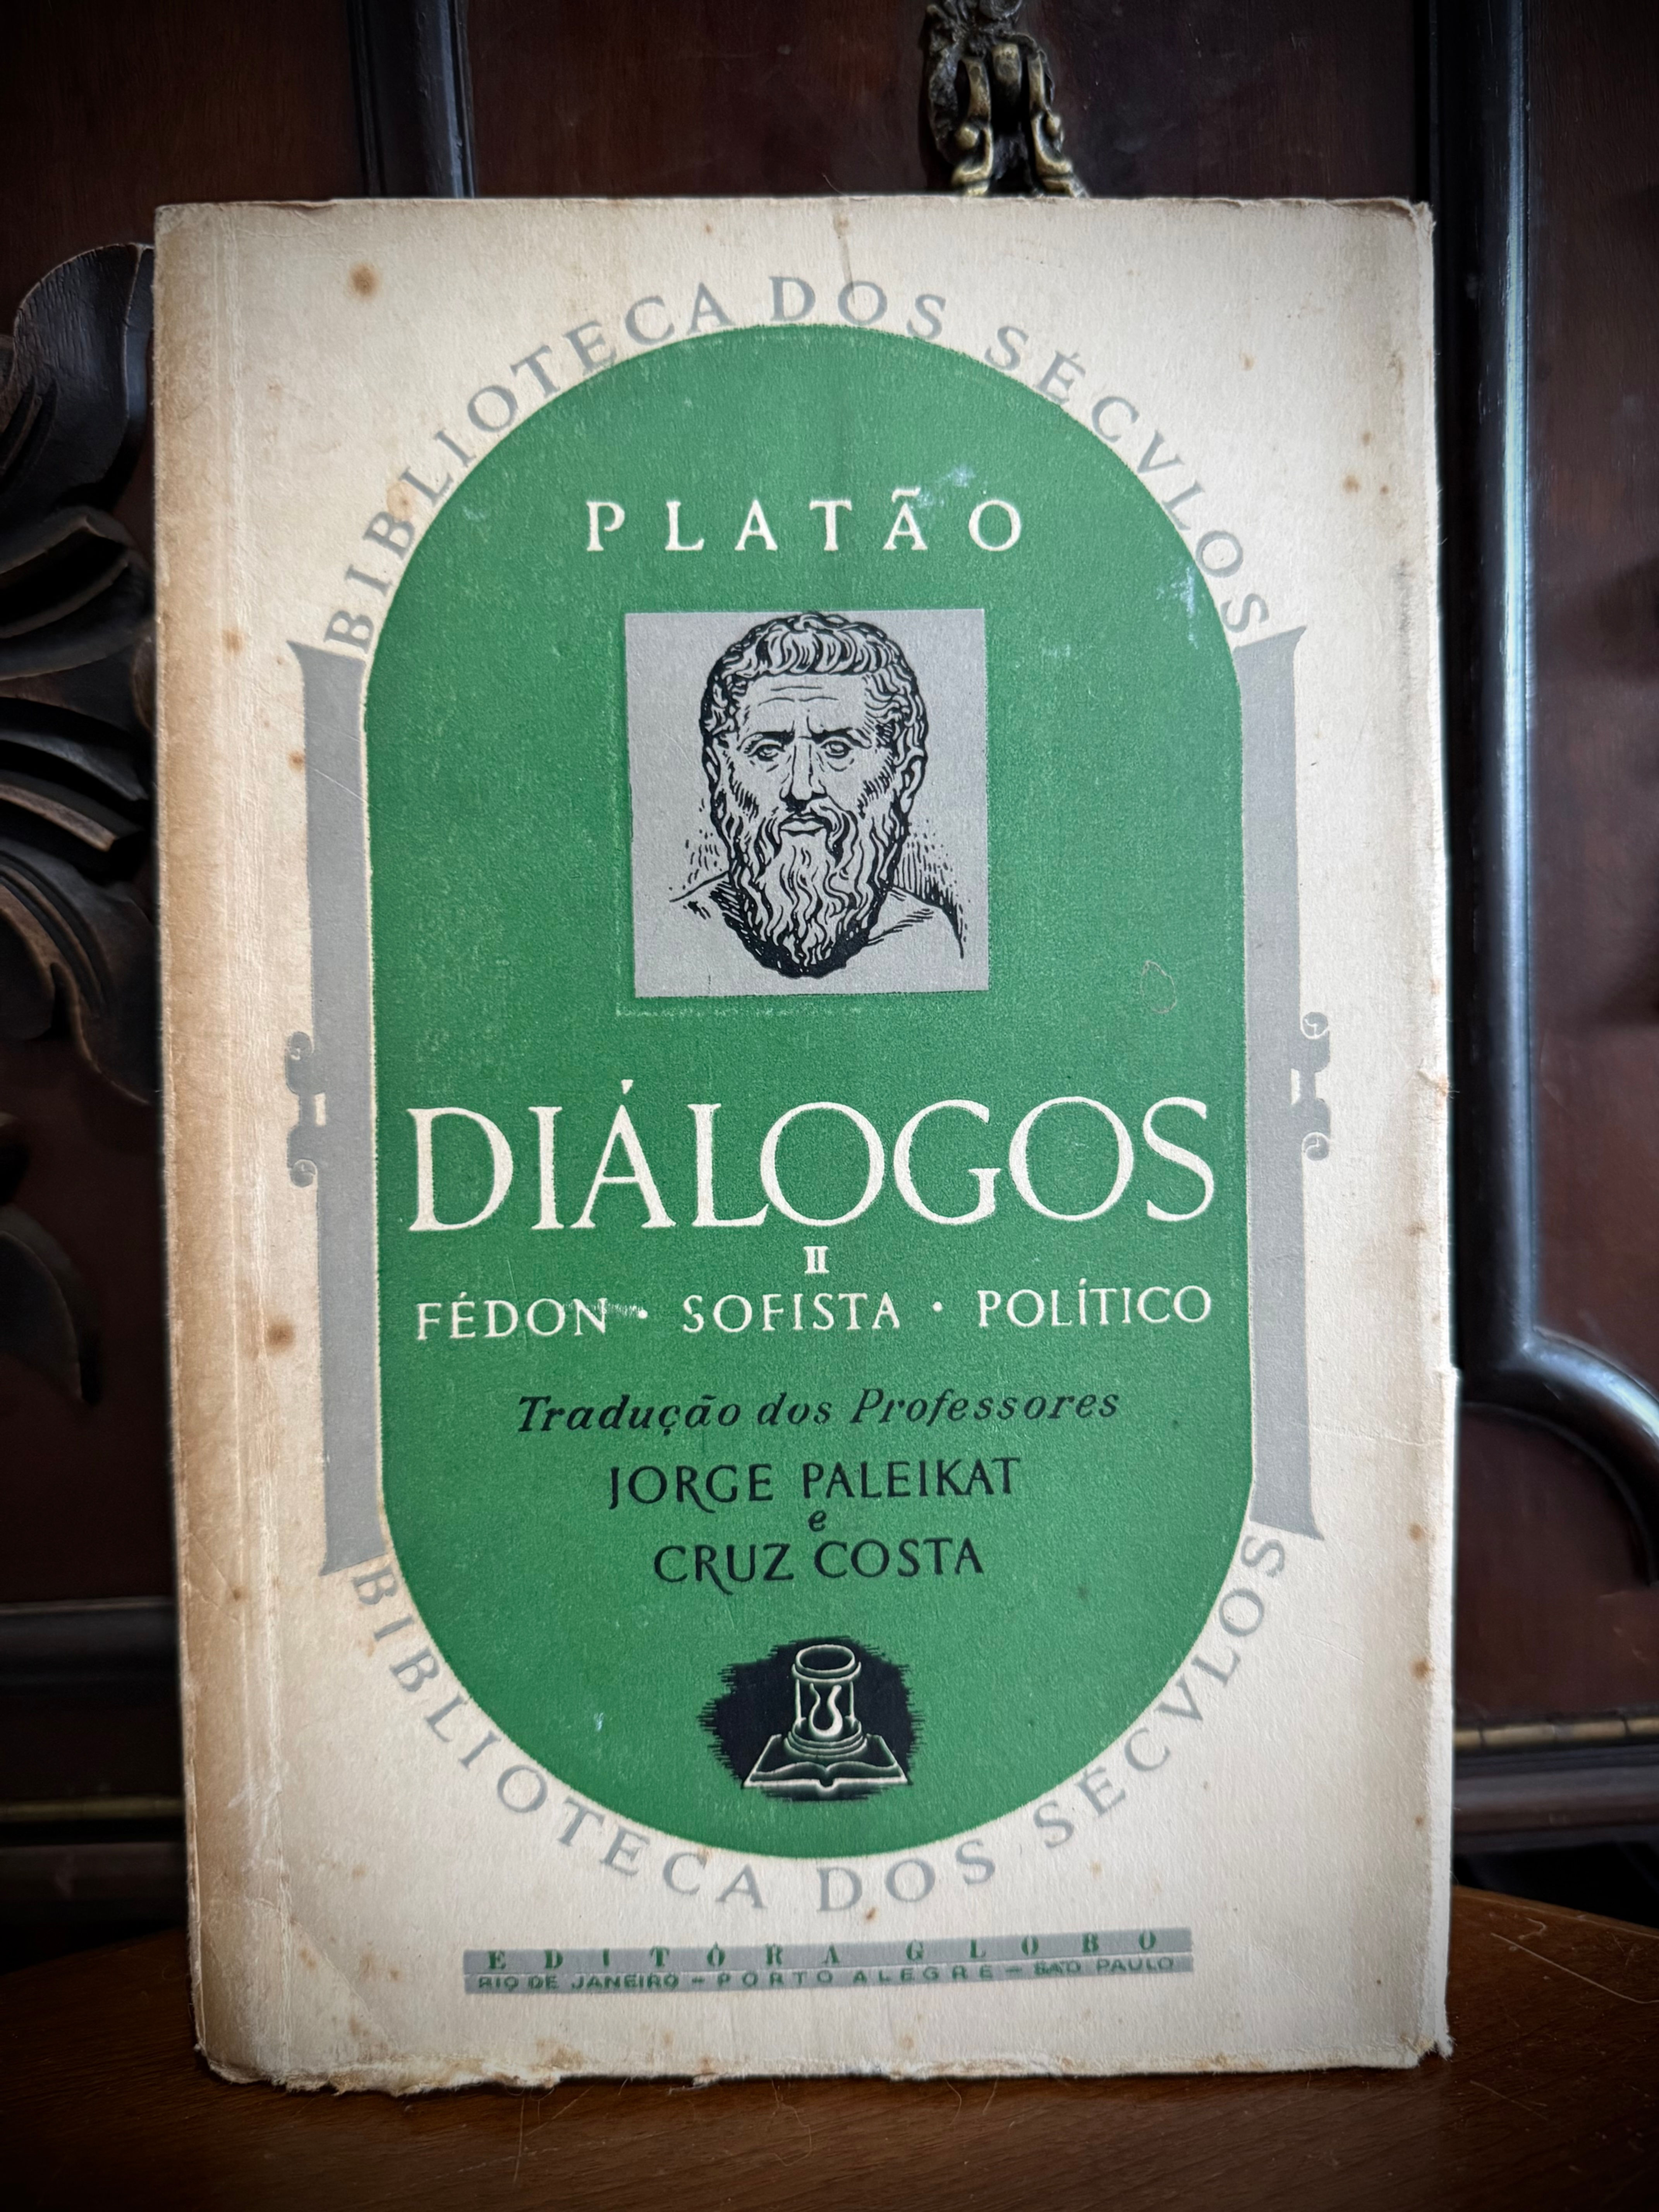 BIBLIOTECA DOS SÉCVLOS
PLATÃO
DIÁLOGOS
II
FÉDON · SOFISTA · POLÍTICO
Tradução dos Professores
JORGE PALEIKAT
e
CRUZ COSTA
BIBLIOTECA DOS SÉCVLOS
EDITÔRA GLOBO
RIO DE JANEIRO — PORTO ALEGRE — SÃO PAULO